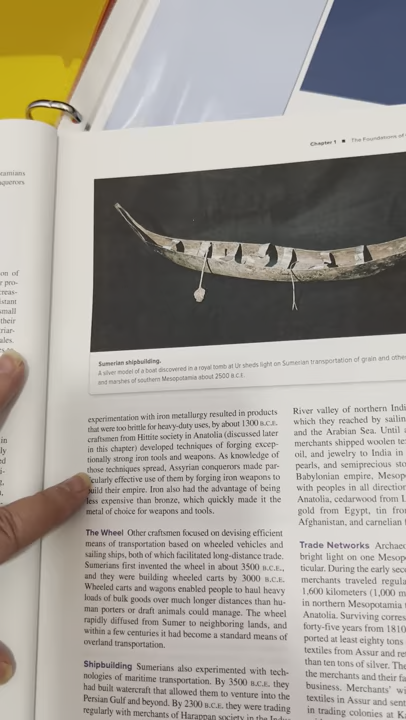 Chapter 1 ■ The Foundations of
Sumerian shipbuilding.
A silver model of a boat discovered in a royal tomb at Ur sheds light on Sumerian transportation of grain and other
and marshes of southern Mesopotamia about 2500 B.C.E.
experimentation with iron metallurgy resulted in products
that were too brittle for heavy-duty uses, by about 1300 B.C.E.
craftsmen from Hittite society in Anatolia (discussed later
in this chapter) developed techniques of forging excep-
tionally strong iron tools and weapons. As knowledge of
those techniques spread, Assyrian conquerors made par-
ticularly effective use of them by forging iron weapons to
build their empire. Iron also had the advantage of being
less expensive than bronze, which quickly made it the
metal of choice for weapons and tools.
The Wheel Other craftsmen focused on devising efficient
means of transportation based on wheeled vehicles and
sailing ships, both of which facilitated long-distance trade.
Sumerians first invented the wheel in about 3500 B.C.E.,
and they were building wheeled carts by 3000 B.C.E.
Wheeled carts and wagons enabled people to haul heavy
loads of bulk goods over much longer distances than hu-
man porters or draft animals could manage. The wheel
rapidly diffused from Sumer to neighboring lands, and
within a few centuries it had become a standard means of
overland transportation.
Shipbuilding Sumerians also experimented with tech-
nologies of maritime transportation. By 3500 B.C.E. they
had built watercraft that allowed them to venture into the
Persian Gulf and beyond. By 2300 B.C.E. they were trading
regularly with merchants of Harappan society in the Indu
River valley of northern Indi
which they reached by sailin
and the Arabian Sea. Until a
merchants shipped woolen te
oil, and jewelry to India in
pearls, and semiprecious sto
Babylonian empire. Mesop
with peoples in all direction
Anatolia, cedarwood from L
gold from Egypt, tin from
Afghanistan, and carnelian
Trade Networks Archaeo
bright light on one Mesop
ticular. During the early sec
merchants traveled regula
1,600 kilometers (1,000 m
in northern Mesopotamia
Anatolia. Surviving corres
forty-five years from 1810
ported at least eighty tons
textiles from Assur and re
than ten tons of silver. The
the merchants and their fa
business. Merchants' wi
textiles in Assur and sent
in trading colonies at K